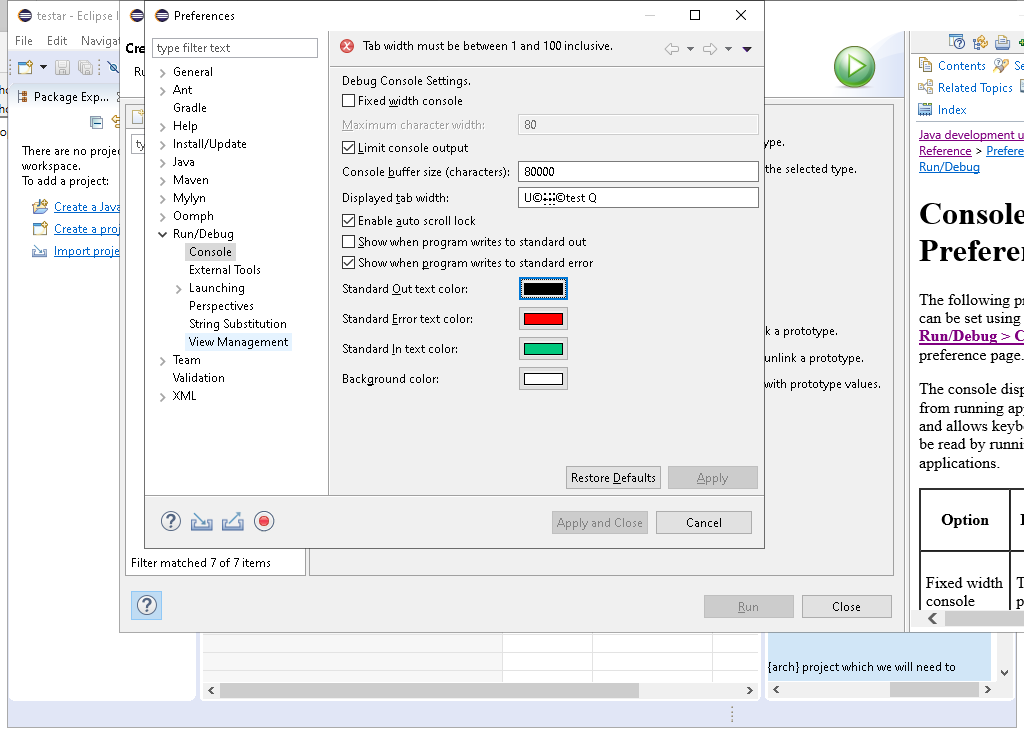 testar - Eclipse I
File Edit Navigat
Package Exp...
There are no projec
workspace.
To add a project:
Create a Java
Create a proj
Import proje
Cre
Ru
ty
Filter matched 7 of 7 items
Preferences
type filter text
General
Ant
Gradle
Help
Install/Update
Java
Maven
Mylyn
Oomph
Run/Debug
Console
External Tools
Launching
Perspectives
String Substitution
View Management
Team
Validation
XML
Tab width must be between 1 and 100 inclusive.
Debug Console Settings.
Fixed width console
Maximum character width: 80
Limit console output
Console buffer size (characters): 80000
Displayed tab width:
Enable auto scroll lock
Show when program writes to standard out
Show when program writes to standard error
Standard Out text color:
Standard Error text color:
Standard In text color:
Background color:
Restore Defaults Apply
Apply and Close Cancel
ype.
the selected type.
k a prototype.
unlink a prototype.
with prototype values.
Run Close
Contents Se
Related Topics
Index
Java development u
Reference > Prefere
Run/Debug
Console
Preferen
The following pr
can be set using
Run/Debug > C
preference page.
The console disp
from running app
and allows keybo
be read by runnin
applications.
Option
Fixed width
console
{arch} project which we will need to